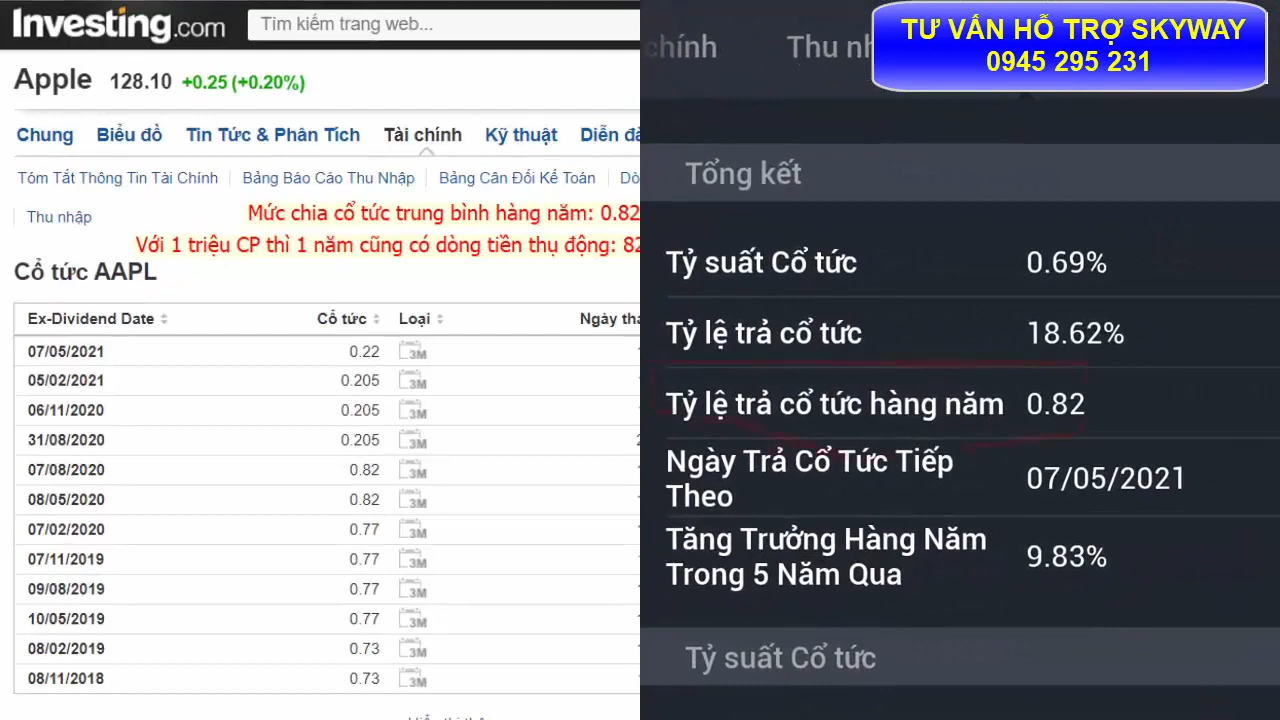 Investing.com
Tìm kiếm trang web...
Apple 128.10 +0.25 (+0.20%)
Chung Biểu đồ Tin Tức & Phân Tích Tài chính Kỹ thuật Diễn đà
Tóm Tắt Thông Tin Tài Chính Bảng Báo Cáo Thu Nhập Bảng Cân Đối Kế Toán
Thu nhập
Mức chia cổ tức trung bình hàng năm: 0.82
Với 1 triệu CP thì 1 năm cũng có dòng tiền thụ động: 82
Cổ tức AAPL
Ex-Dividend Date Cổ tức Loại Ngày tha
07/05/2021 0.22 3M
05/02/2021 0.205 3M
06/11/2020 0.205 3M
31/08/2020 0.205 3M
07/08/2020 0.82 3M
08/05/2020 0.82 3M
07/02/2020 0.77 3M
07/11/2019 0.77 3M
09/08/2019 0.77 3M
10/05/2019 0.77 3M
08/02/2019 0.73 3M
08/11/2018 0.73 3M
TƯ VẤN HỖ TRỢ SKYWAY
0945 295 231
chính Thu nh
Tổng kết
Tỷ suất Cổ tức 0.69%
Tỷ lệ trả cổ tức 18.62%
Tỷ lệ trả cổ tức hàng năm 0.82
Ngày Trả Cổ Tức Tiếp
Theo 07/05/2021
Tăng Trưởng Hàng Năm
Trong 5 Năm Qua 9.83%
Tỷ suất Cổ tức